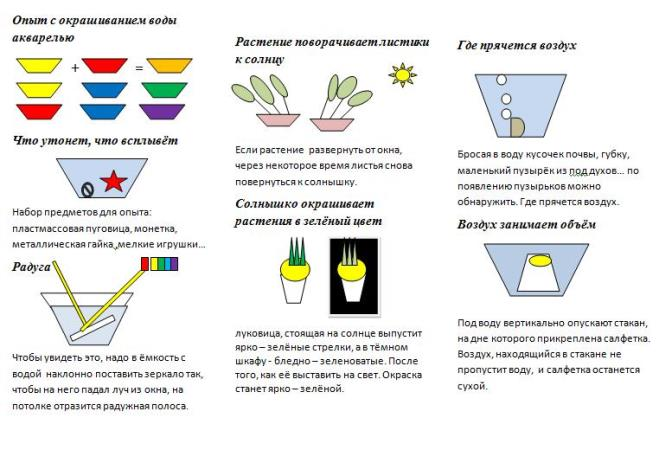 Опыт с окрашиванием воды
акварелью
+ =
Что утонет, что всплывёт
Набор предметов для опыта:
пластмассовая пуговица, монетка,
металлическая гайка,мелкие игрушки…
Радуга
Чтобы увидеть это, надо в ёмкость с
водой наклонно поставить зеркало так,
чтобы на него падал луч из окна, на
потолке отразится радужная полоса.
Растение поворачивает листики
к солнцу
Если растение развернуть от окна,
через некоторое время листья снова
повернуться к солнышку.
Солнышко окрашивает
растения в зелёный цвет
луковица, стоящая на солнце выпустит
ярко – зелёные стрелки, а в тёмном
шкафу - бледно – зеленоватые. После
того, как её выставить на свет. Окраска
станет ярко – зелёной.
Где прячется воздух
Бросая в воду кусочек почвы, губку,
маленький пузырёк из под духов… по
появлению пузырьков можно
обнаружить. Где прячется воздух.
Воздух занимает объём
Под воду вертикально опускают стакан,
на дне которого прикреплена салфетка.
Воздух, находящийся в стакане не
пропустит воду, и салфетка останется
сухой.